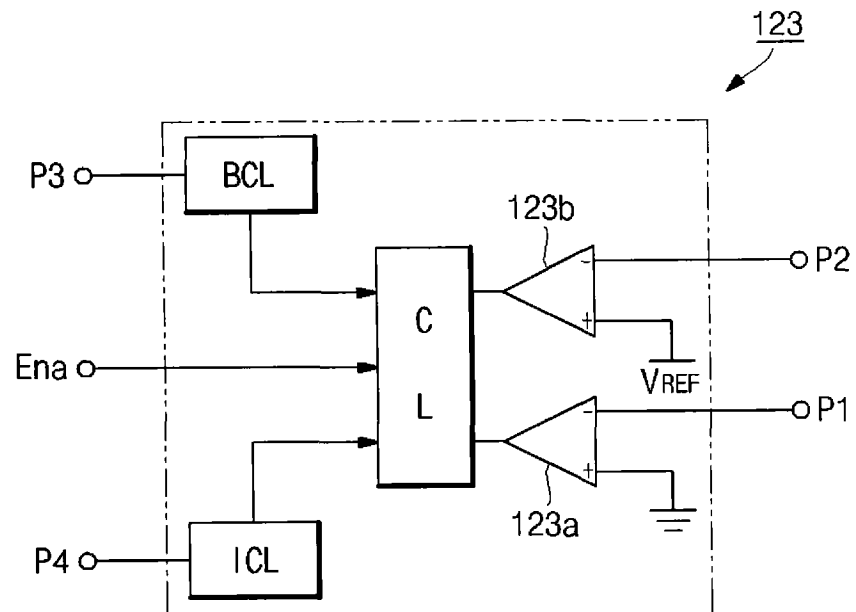 123
P3
BCL
123b
-
P2
C
+
Ena
VREF
L
-
P1
+
123a
P4
ICL